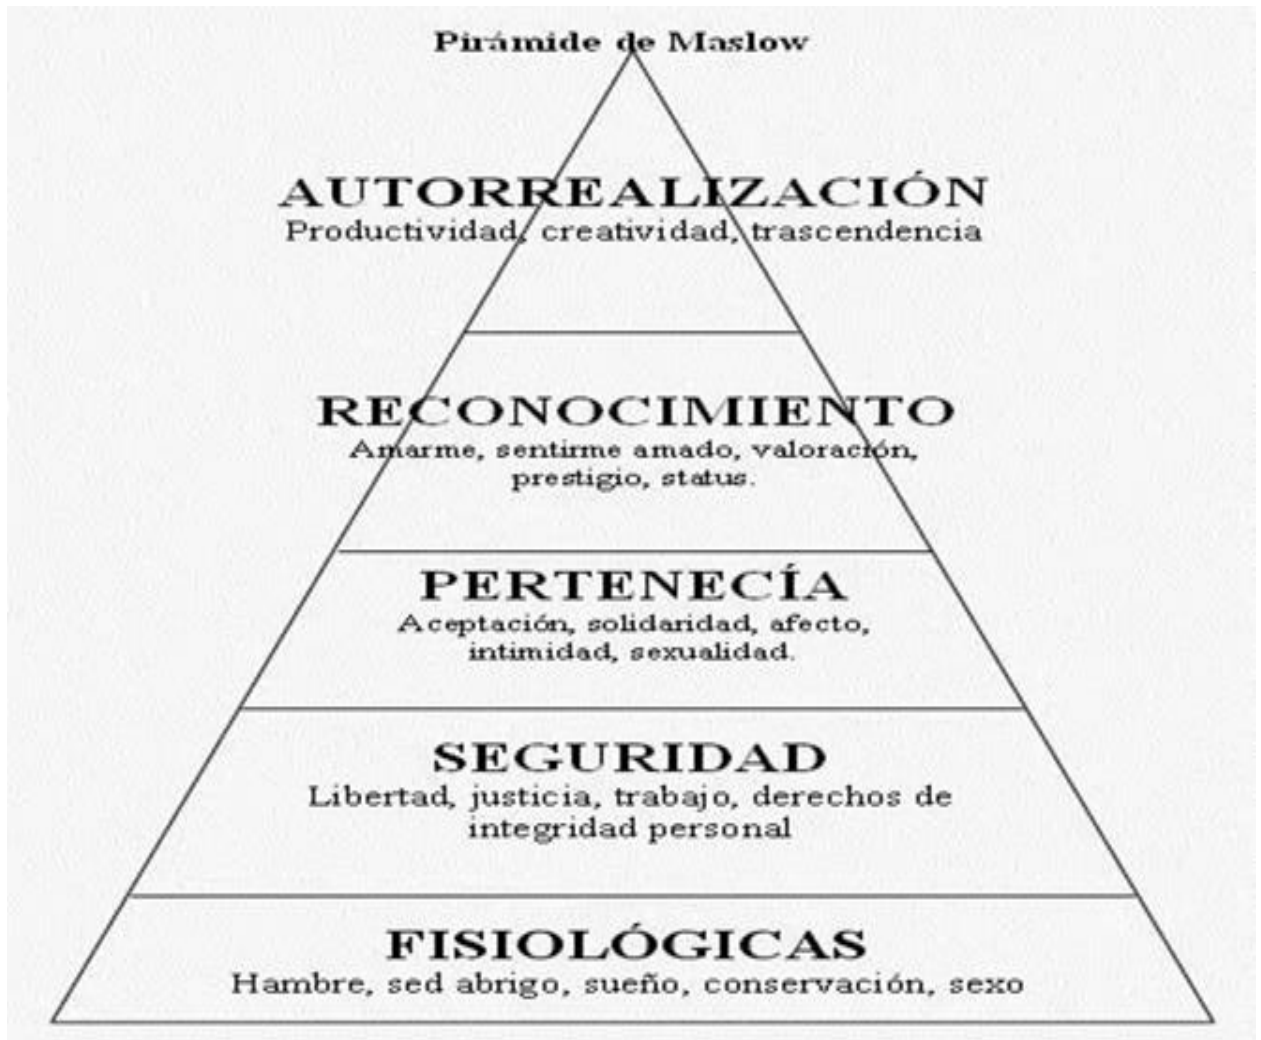 Pirámide de Maslow
AUTORREALIZACIÓN
Productividad, creatividad, trascendencia
RECONOCIMIENTO
Amarme, sentirme amado, valoración,
prestigio, status.
PERTENECÍA
Aceptación, solidaridad, afecto,
intimidad, sexualidad.
SEGURIDAD
Libertad, justicia, trabajo, derechos de
integridad personal
FISIOLÓGICAS
Hambre, sed abrigo, sueño, conservación, sexo